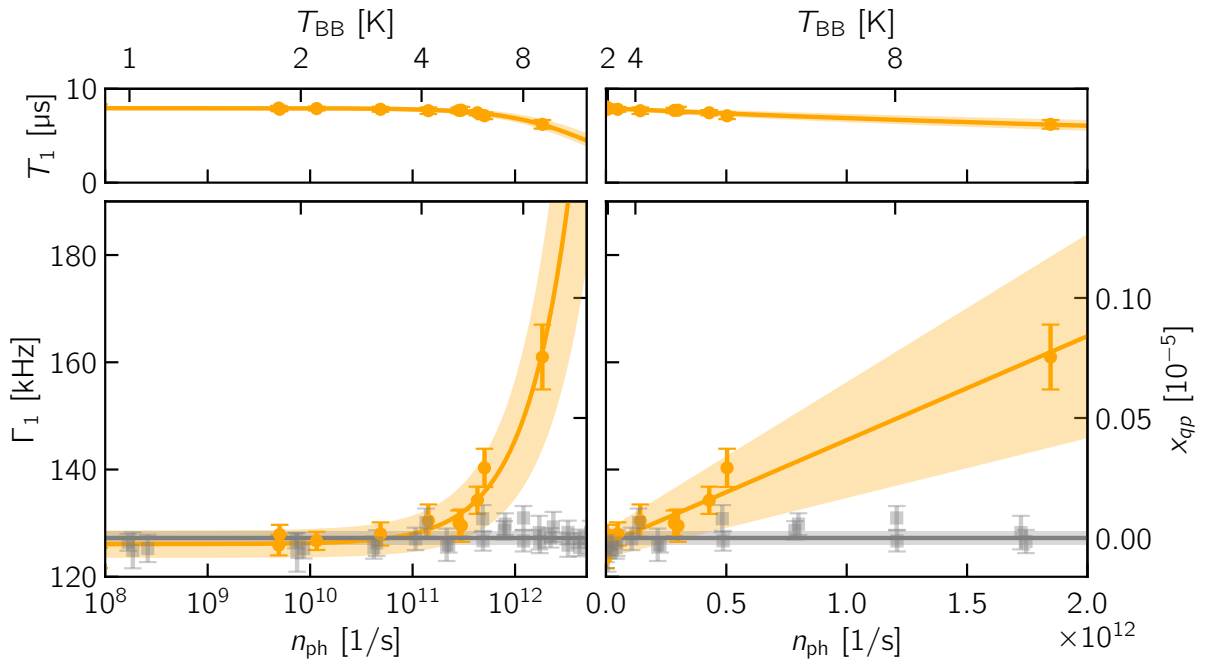 T_BB [K]
T_BB [K]
1 2 4 8
2 4 8
10
0
T_1 [μs]
180
160
140
120
Γ_1 [kHz]
0.10
0.05
0.00
x_qp [10^-5]
10^8 10^9 10^10 10^11 10^12
0.0 0.5 1.0 1.5 2.0
n_ph [1/s]
n_ph [1/s]
×10^12